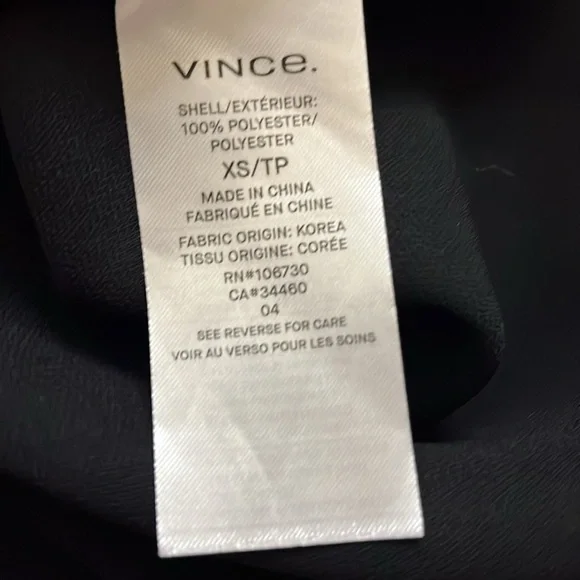 VINCe.
SHELL/EXTÉRIEUR:
100% POLYESTER/
POLYESTER
XS/TP
MADE IN CHINA
FABRIQUÉ EN CHINE
FABRIC ORIGIN: KOREA
TISSU ORIGINE: CORÉE
RN#106730
CA#34460
04
SEE REVERSE FOR CARE
VOIR AU VERSO POUR LES SOINS